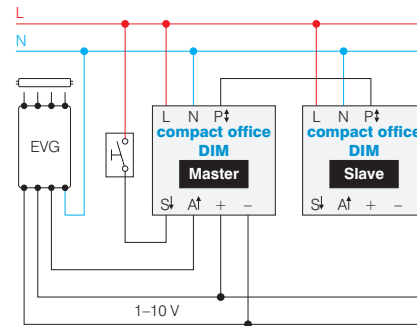 L
N
L N P↕ L N P↕
EVG compact office DIM compact office DIM
Master Slave
S↓ A↑ + − S↓ A↑ + −
1–10 V